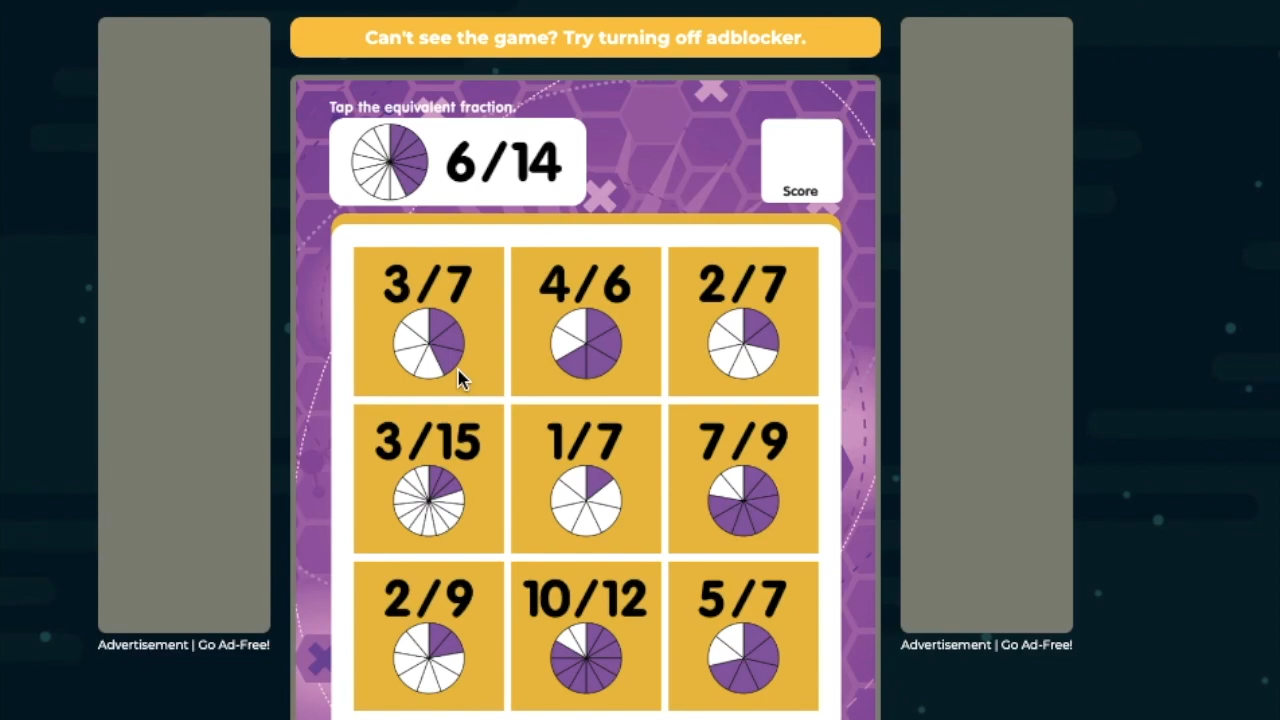 Can't see the game? Try turning off adblocker.
Tap the equivalent fraction.
6/14
Score
3/7 4/6 2/7
3/15 1/7 7/9
2/9 10/12 5/7
Advertisement | Go Ad-Free! Advertisement | Go Ad-Free!